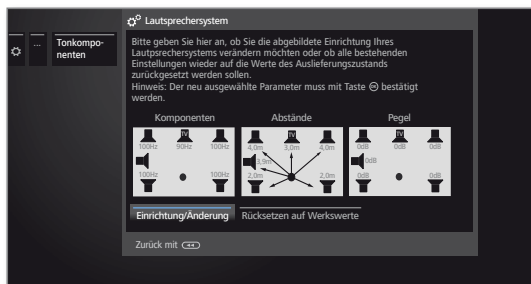 Lautsprechersystem
...
Tonkompo-
nenten
Bitte geben Sie hier an, ob Sie die abgebildete Einrichtung Ihres
Lautpsrechersystems verändern möchten oder ob alle bestehenden
Einstellungen wieder auf die Werte des Auslieferungszustands
zurückgesetzt werden sollen.
Hinweis: Der neu ausgewählte Parameter muss mit Taste OK bestätigt
werden.
Komponenten Abstände Pegel
TV TV TV
100Hz 90Hz 100Hz 4,0m 3,0m 4,0m 0dB 0dB 0dB
3,9m 0dB
100Hz 100Hz 2,0m 2,0m 0dB 0dB
Einrichtung/Änderung Rücksetzen auf Werkswerte
Zurück mit